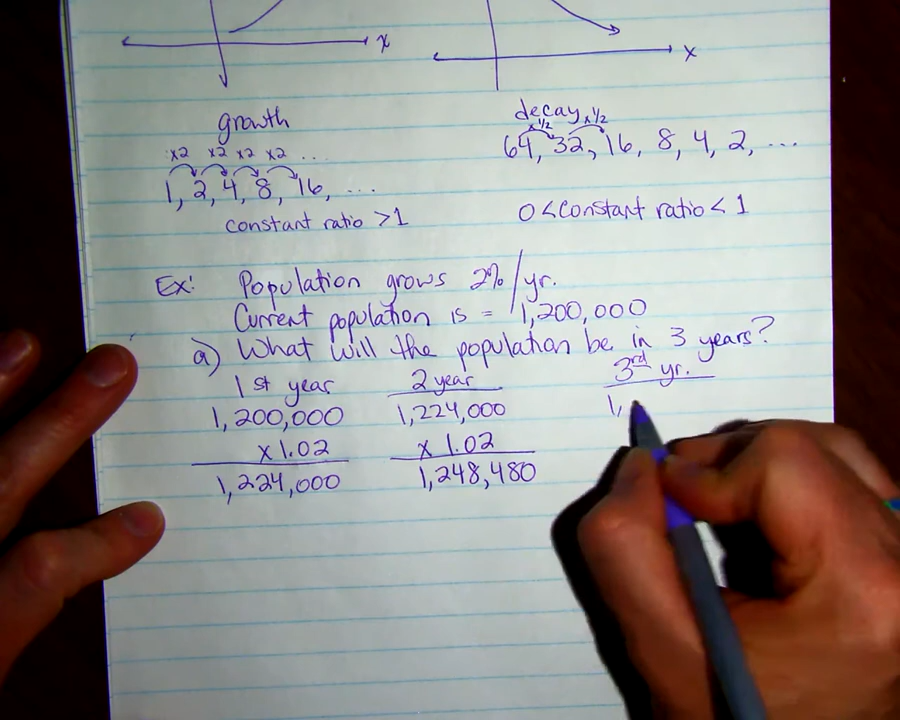 x x
growth decay
x2 x2 x2 x2 ... x½ x½
1, 2, 4, 8, 16, ... 64, 32, 16, 8, 4, 2, ...
constant ratio >1 0 < constant ratio < 1
Ex: Population grows 2%/yr.
Current population is = 1,200,000
a) What will the population be in 3 years?
1st year 2 year 3rd yr.
1,200,000 1,224,000 1,
x 1.02 x 1.02
1,224,000 1,248,480